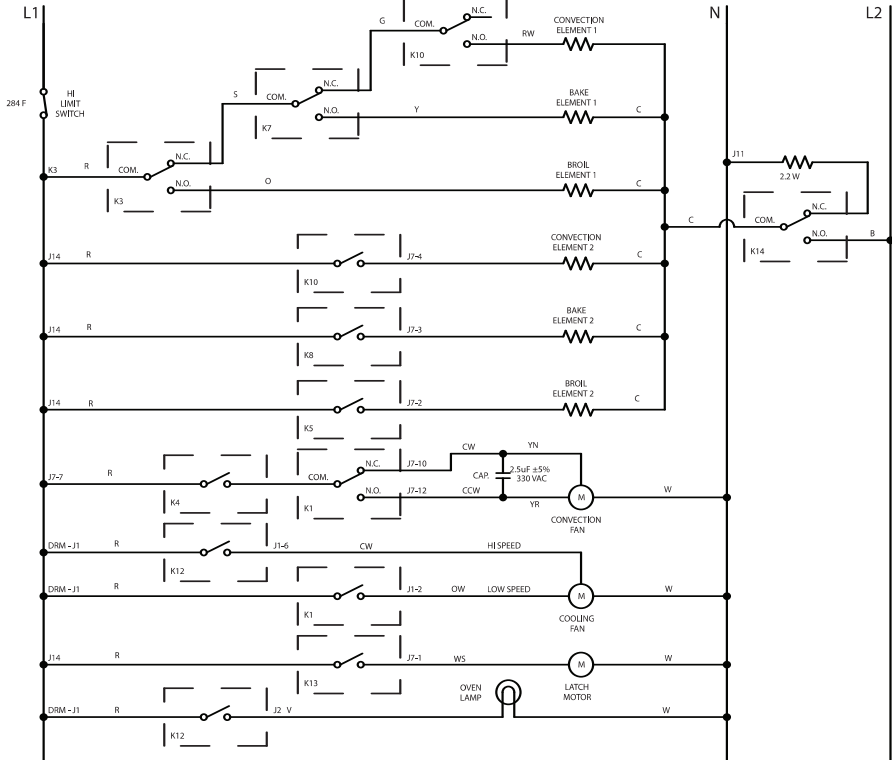 L1
N
L2
G
COM.
N.C.
N.O.
K10
RW
CONVECTION
ELEMENT 1
284 F
HI
LIMIT
SWITCH
S
COM.
N.C.
N.O.
K7
Y
BAKE
ELEMENT 1
C
K3
R
COM.
N.C.
N.O.
K3
O
BROIL
ELEMENT 1
C
J11
2.2 W
C
COM.
N.C.
N.O.
K14
B
J14
R
K10
J7-4
CONVECTION
ELEMENT 2
C
J14
R
K8
J7-3
BAKE
ELEMENT 2
C
J14
R
K5
J7-2
BROIL
ELEMENT 2
C
J7-7
R
K4
COM.
N.C.
N.O.
K1
J7-10
J7-12
CW
CCW
YN
YR
CAP.
2.5uF ±5%
330 VAC
M
CONVECTION
FAN
W
DRM - J1
R
K12
J1-6
CW
HI SPEED
DRM - J1
R
K1
J1-2
OW
LOW SPEED
M
COOLING
FAN
W
J14
R
K13
J7-1
WS
M
LATCH
MOTOR
W
DRM - J1
R
K12
J2 V
OVEN
LAMP
W